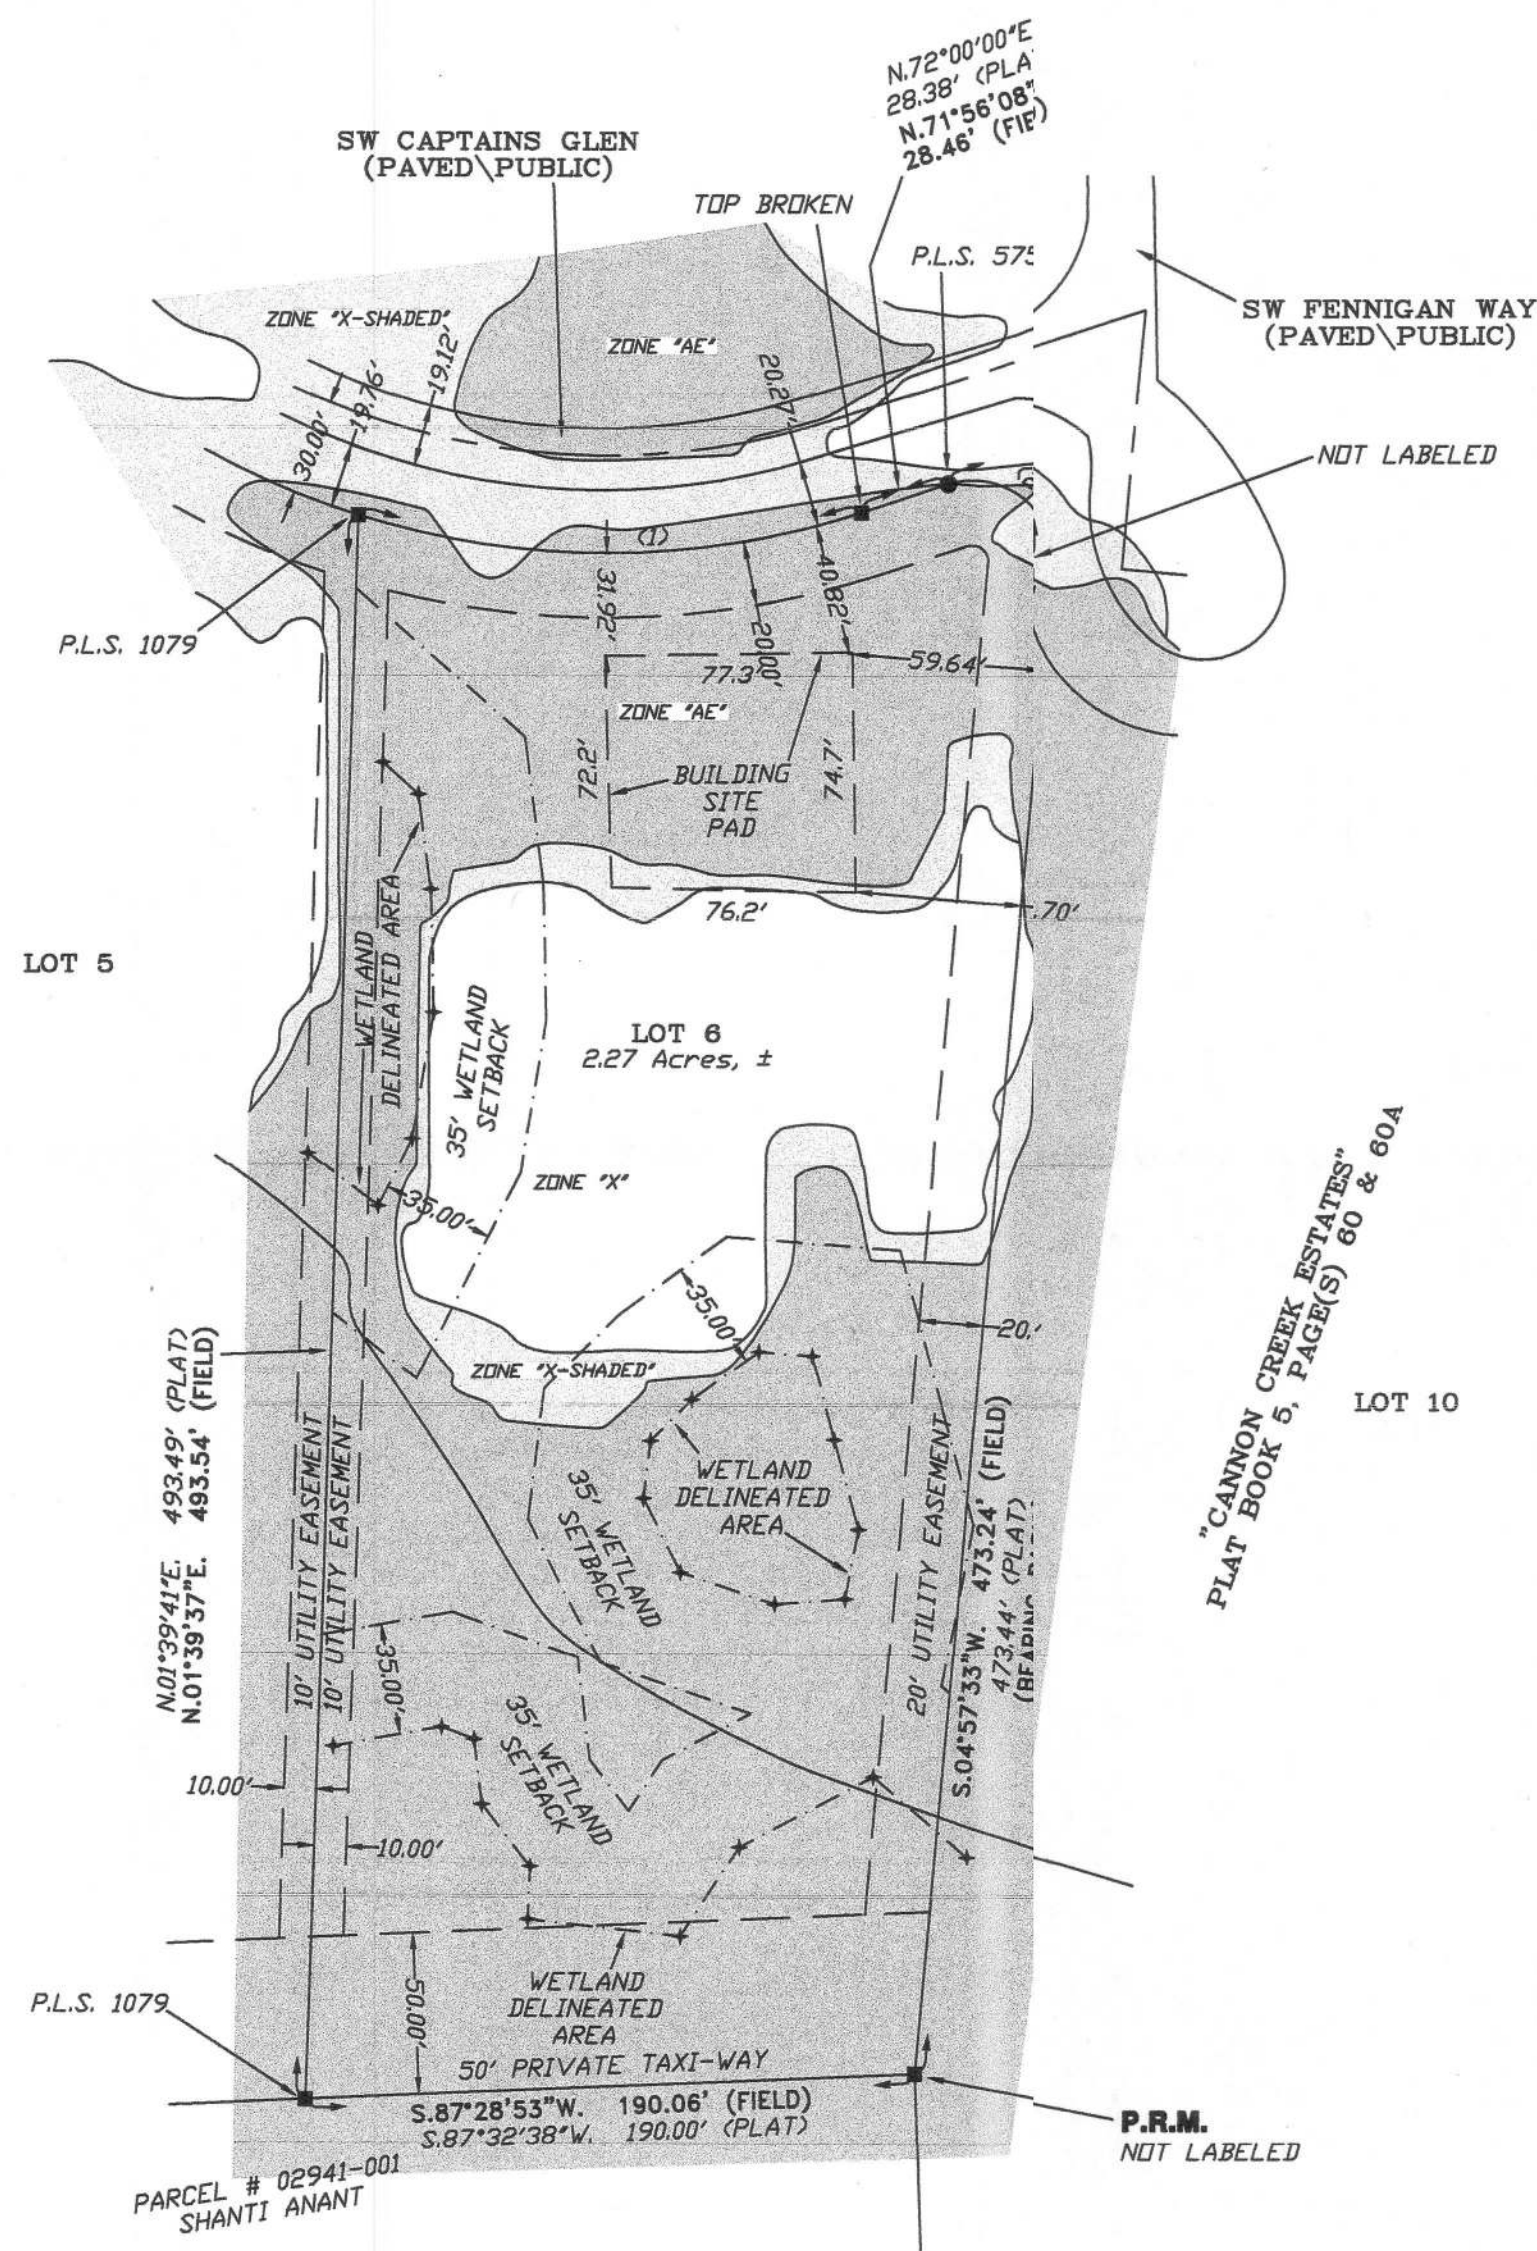 N.72°00'00"E
28.38' (PLA
N.71°56'08"
28.46' (FIE
SW CAPTAINS GLEN
(PAVED\PUBLIC)
TOP BROKEN
P.L.S. 575
SW FENNIGAN WAY
(PAVED\PUBLIC)
ZONE "X-SHADED"
ZONE "AE"
19.12'
19.76'
30.00'
20.27'
NOT LABELED
(1)
31.92'
40.82'
20.00'
P.L.S. 1079
59.64'
77.3'
ZONE "AE"
72.2'
74.7'
BUILDING
SITE
PAD
WETLAND
DELINEATED AREA
76.2'
.70'
LOT 5
35' WETLAND
SETBACK
LOT 6
2.27 Acres, ±
ZONE "X"
35.00'
35.00'
20.'
ZONE "X-SHADED"
"CANNON CREEK ESTATES"
PLAT BOOK 5, PAGE(S) 60 & 60A
LOT 10
N.01°39'41"E. 493.49' (PLAT)
N.01°39'37"E. 493.54' (FIELD)
10' UTILITY EASEMENT
10' UTILITY EASEMENT
WETLAND
DELINEATED
AREA
35' WETLAND
SETBACK
20' UTILITY EASEMENT
S.04°57'33"W. 473.24' (FIELD)
473.44' (PLAT)
35.00'
35' WETLAND
SETBACK
10.00'
10.00'
50.00'
WETLAND
DELINEATED
AREA
P.L.S. 1079
50' PRIVATE TAXI-WAY
S.87°28'53"W. 190.06' (FIELD)
S.87°32'38"W. 190.00' (PLAT)
P.R.M.
NOT LABELED
PARCEL # 02941-001
SHANTI ANANT